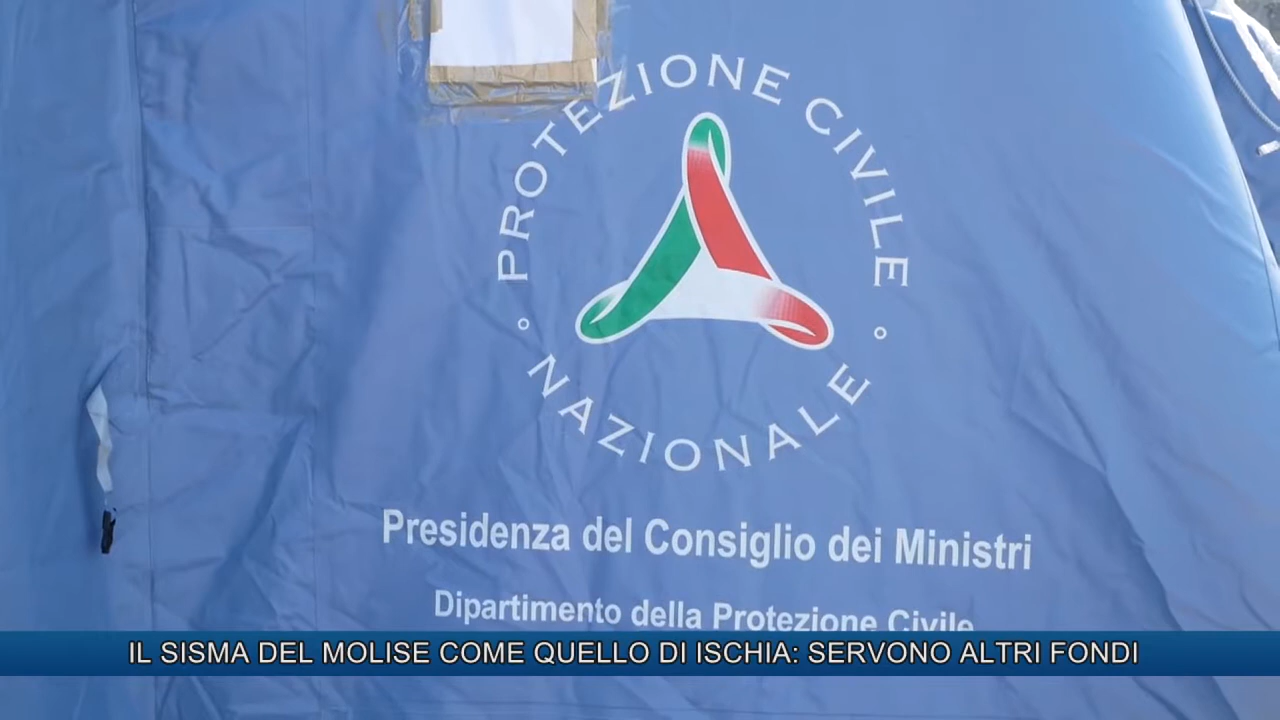 PROTEZIONE CIVILE
NAZIONALE
Presidenza del Consiglio dei Ministri
Dipartimento della Protezione Civile
IL SISMA DEL MOLISE COME QUELLO DI ISCHIA: SERVONO ALTRI FONDI